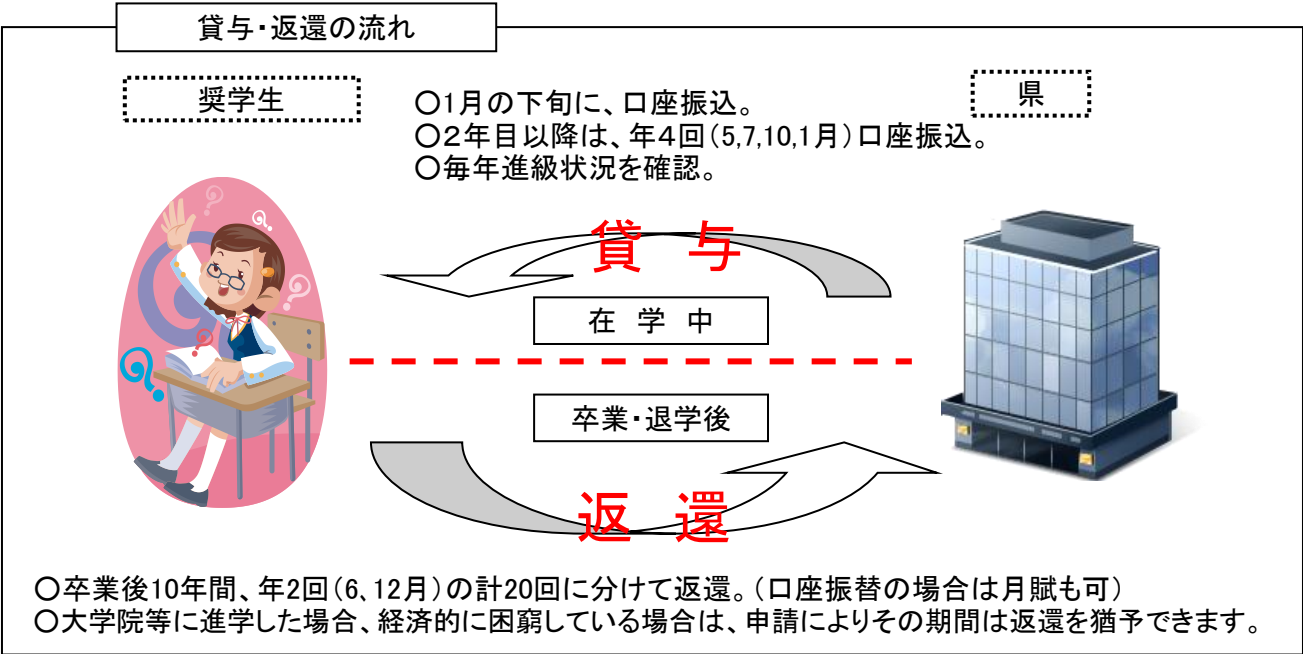 貸与・返還の流れ
奨学生
県
○1月の下旬に、口座振込。
○2年目以降は、年4回(5,7,10,1月)口座振込。
○毎年進級状況を確認。
貸 与
在 学 中
卒業・退学後
返 還
○卒業後10年間、年2回(6、12月)の計20回に分けて返還。(口座振替の場合は月賦も可)
○大学院等に進学した場合、経済的に困窮している場合は、申請によりその期間は返還を猶予できます。